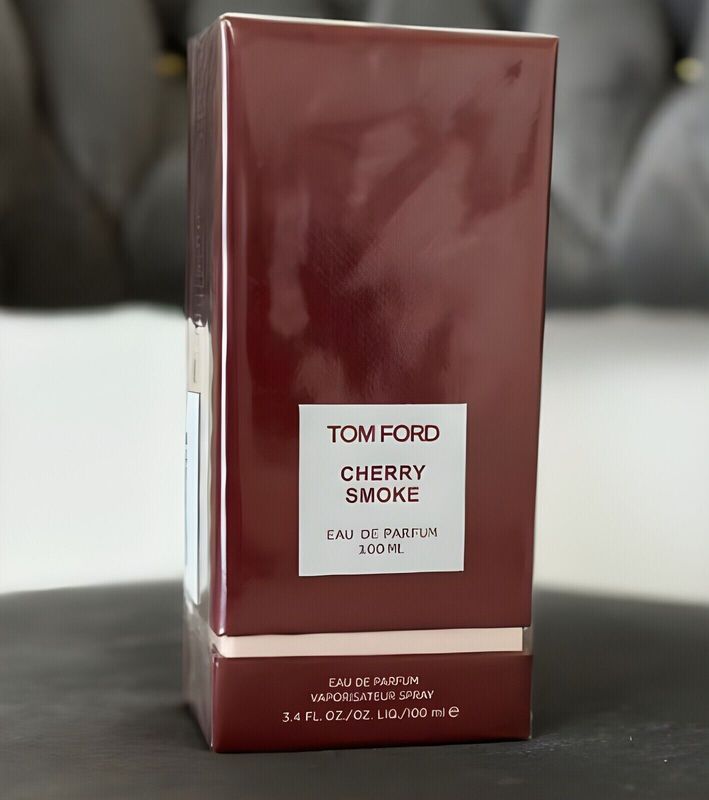 TOM FORD
CHERRY
SMOKE
EAU DE PARFUM
100 ML
EAU DE PARFUM
VAPORISATEUR SPRAY
3.4 FL. OZ./OZ. LIQ./100 ml e